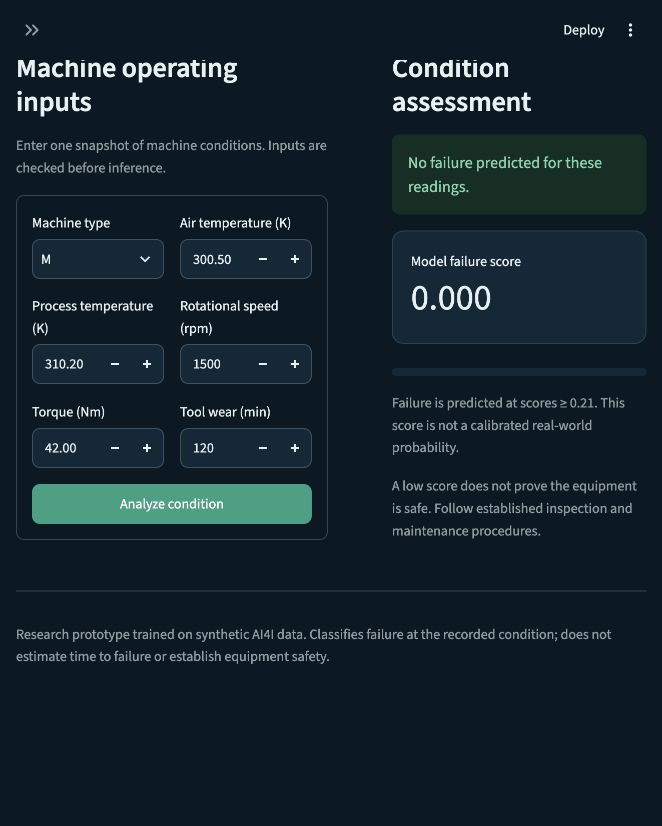 Deploy
Machine operating
inputs
Enter one snapshot of machine conditions. Inputs are
checked before inference.
Machine type
Air temperature (K)
M
300.50
Process temperature
(K)
Rotational speed
(rpm)
310.20
1500
Torque (Nm)
Tool wear (min)
42.00
120
Analyze condition
Condition
assessment
No failure predicted for these
readings.
Model failure score
0.000
Failure is predicted at scores ≥ 0.21. This
score is not a calibrated real-world
probability.
A low score does not prove the equipment
is safe. Follow established inspection and
maintenance procedures.
Research prototype trained on synthetic AI4I data. Classifies failure at the recorded condition; does not
estimate time to failure or establish equipment safety.